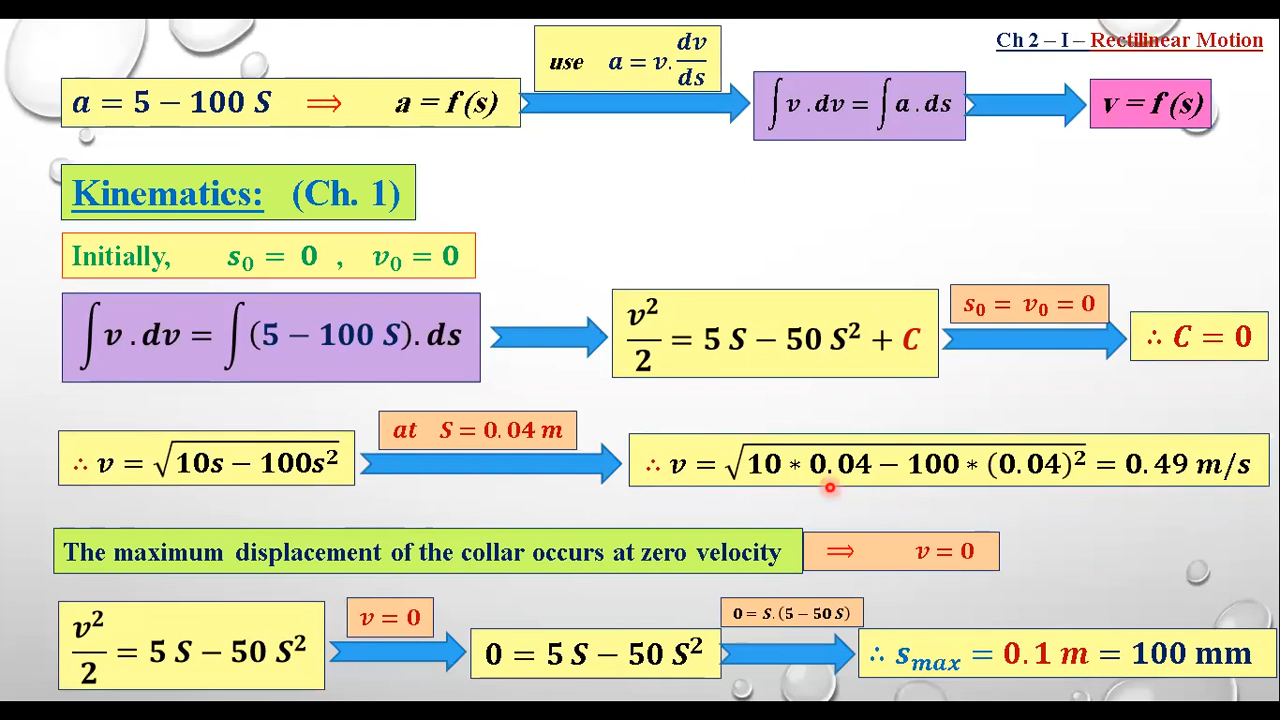 Ch 2 – I – Rectilinear Motion
use a = v. dv/ds
a = 5 − 100 S ⟹ a = f(s)
∫ v . dv = ∫ a . ds
v = f(s)
Kinematics: (Ch. 1)
Initially, s₀ = 0 , v₀ = 0
∫ v . dv = ∫ (5 − 100 S). ds
v²/2 = 5 S − 50 S² + C
s₀ = v₀ = 0
∴ C = 0
∴ v = √(10s − 100s²)
at S = 0.04 m
∴ v = √(10 ∗ 0.04 − 100 ∗ (0.04)²) = 0.49 m/s
The maximum displacement of the collar occurs at zero velocity ⟹ v = 0
v²/2 = 5 S − 50 S²
v = 0
0 = 5 S − 50 S²
0 = S. (5 − 50 S)
∴ sₘₐₓ = 0.1 m = 100 mm